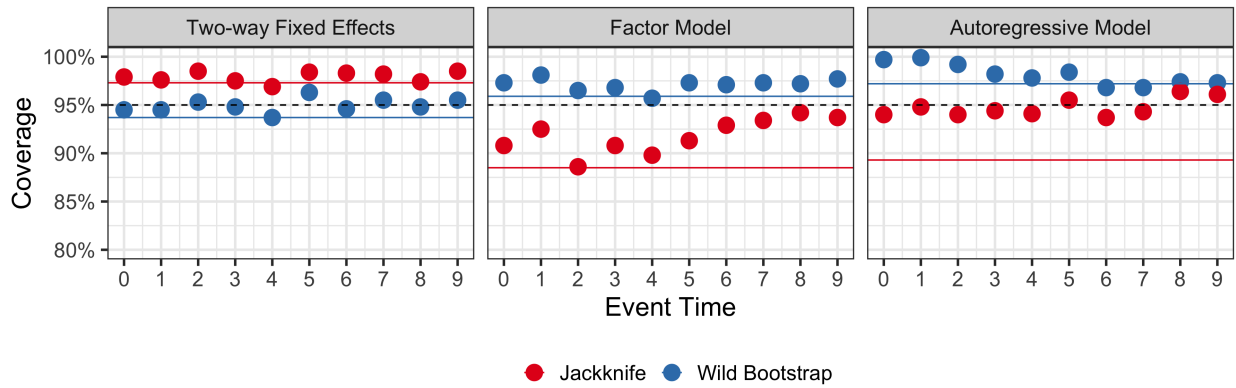 Two-way Fixed Effects
Factor Model
Autoregressive Model
Coverage
100%
95%
90%
85%
80%
0 1 2 3 4 5 6 7 8 9
0 1 2 3 4 5 6 7 8 9
0 1 2 3 4 5 6 7 8 9
Event Time
Jackknife
Wild Bootstrap